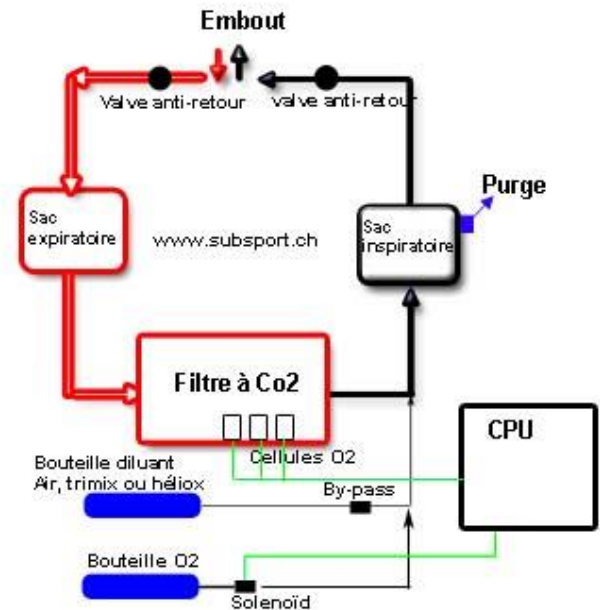 Embout
Valve anti-retour
valve anti-retour
Purge
Sac
expiratoire
www.subsport.ch
Sac
inspiratoire
Filtre à Co2
CPU
Cellules O2
Bouteille diluant
Air, trimix ou héliox
By-pass
Bouteille O2
Solenoïd